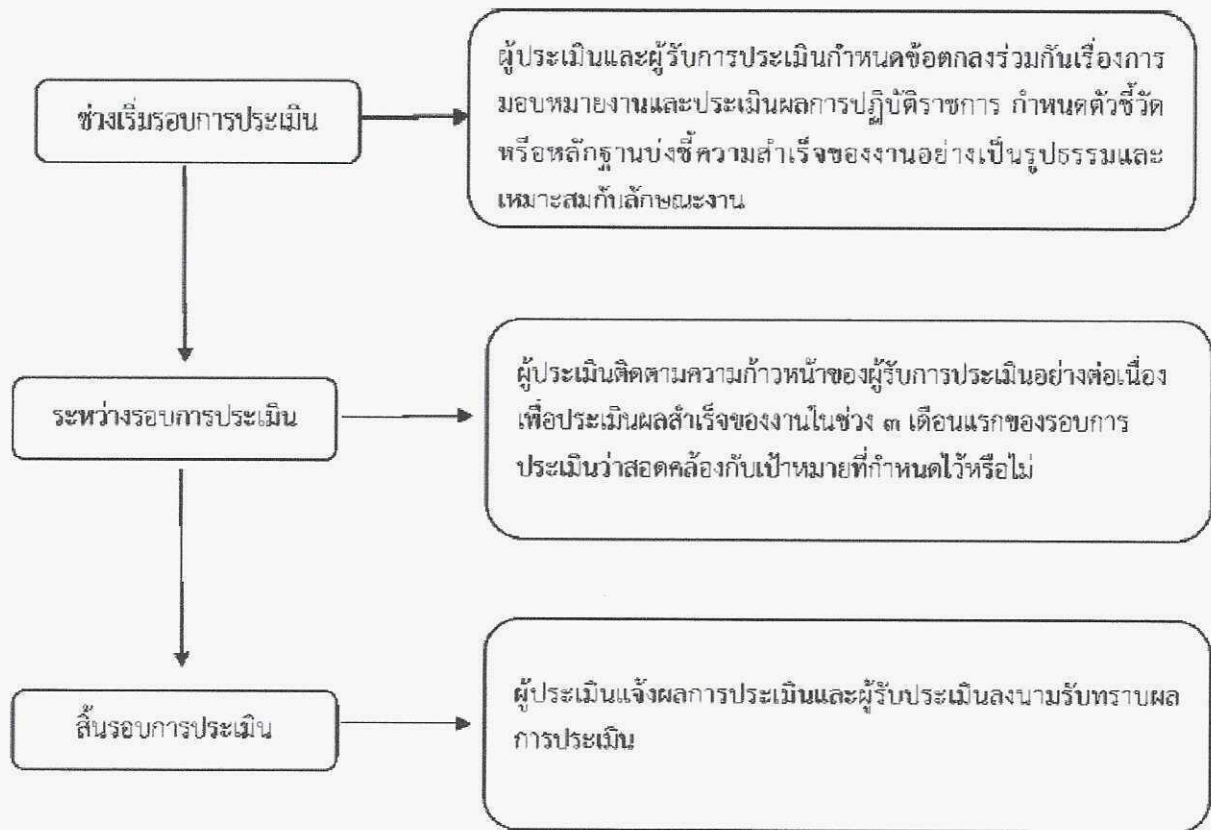 ช่วงเริ่มรอบการประเมิน
ผู้ประเมินและผู้รับการประเมินกำหนดข้อตกลงร่วมกันเรื่องการ
มอบหมายงานและประเมินผลการปฏิบัติราชการ กำหนดตัวชี้วัด
หรือหลักฐานบ่งชี้ความสำเร็จของงานอย่างเป็นรูปธรรมและ
เหมาะสมกับลักษณะงาน
ระหว่างรอบการประเมิน
ผู้ประเมินติดตามความก้าวหน้าของผู้รับการประเมินอย่างต่อเนื่อง
เพื่อประเมินผลสำเร็จของงานในช่วง ๓ เดือนแรกของรอบการ
ประเมินว่าสอดคล้องกับเป้าหมายที่กำหนดไว้หรือไม่
สิ้นรอบการประเมิน
ผู้ประเมินแจ้งผลการประเมินและผู้รับประเมินลงนามรับทราบผล
การประเมิน